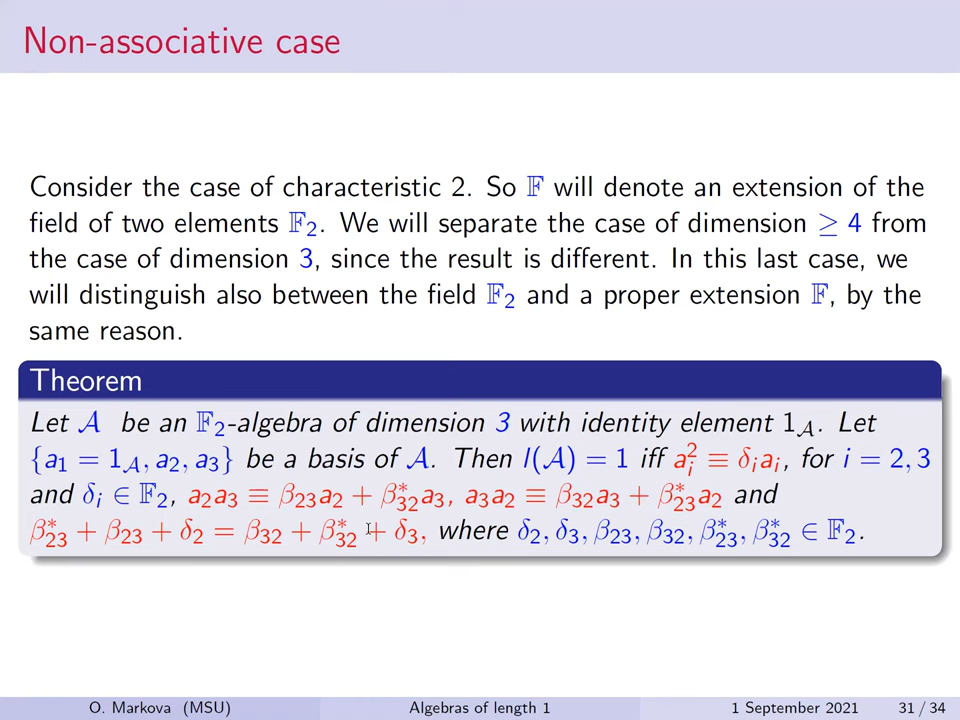 Non-associative case
Consider the case of characteristic 2. So 𝔽 will denote an extension of the
field of two elements 𝔽₂. We will separate the case of dimension ≥ 4 from
the case of dimension 3, since the result is different. In this last case, we
will distinguish also between the field 𝔽₂ and a proper extension 𝔽, by the
same reason.
Theorem
Let 𝒜 be an 𝔽₂-algebra of dimension 3 with identity element 1_𝒜. Let
{a₁ = 1_𝒜, a₂, a₃} be a basis of 𝒜. Then l(𝒜) = 1 iff a_i^2 ≡ δ_i a_i, for i = 2, 3
and δ_i ∈ 𝔽₂, a₂a₃ ≡ β₂₃a₂ + β*₃₂a₃, a₃a₂ ≡ β₃₂a₃ + β*₂₃a₂ and
β*₂₃ + β₂₃ + δ₂ = β₃₂ + β*₃₂ + δ₃, where δ₂, δ₃, β₂₃, β₃₂, β*₂₃, β*₃₂ ∈ 𝔽₂.
O. Markova (MSU) Algebras of length 1 1 September 2021 31 / 34